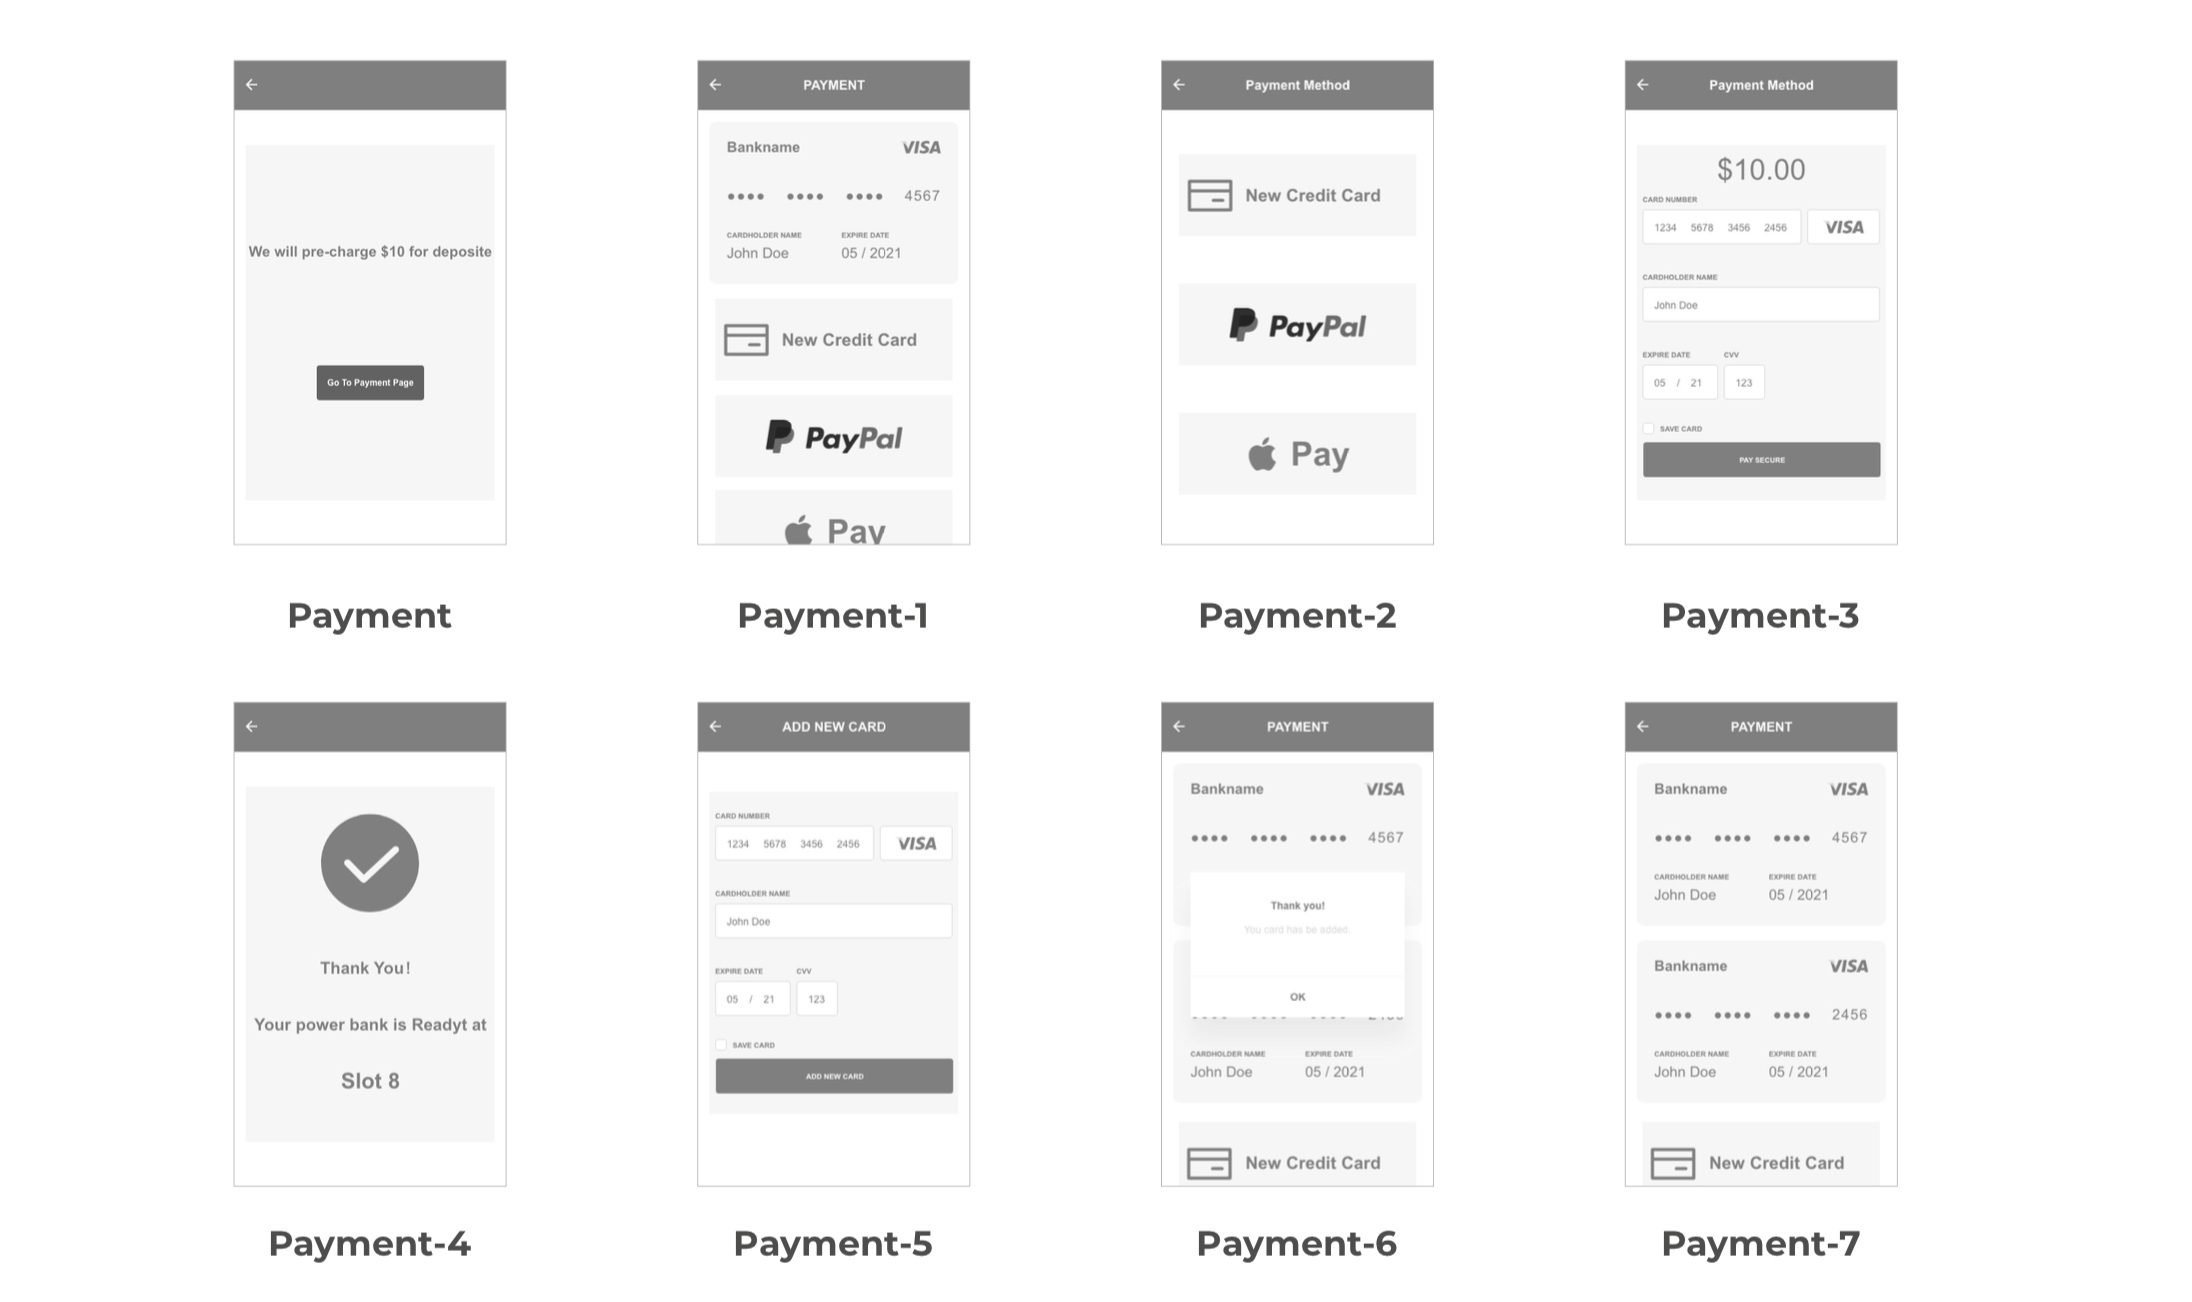 We will pre-charge $10 for deposite
Go To Payment Page
Payment
PAYMENT
Bankname VISA
•••• •••• •••• 4567
CARDHOLDER NAME EXPIRE DATE
John Doe 05 / 2021
New Credit Card
PayPal
Pay
Payment-1
Payment Method
New Credit Card
PayPal
Pay
Payment-2
Payment Method
$10.00
CARD NUMBER
1234 5678 3456 2456 VISA
CARDHOLDER NAME
John Doe
EXPIRE DATE CVV
05 / 21 123
SAVE CARD
PAY SECURE
Payment-3
Thank You!
Your power bank is Readyt at
Slot 8
Payment-4
ADD NEW CARD
CARD NUMBER
1234 5678 3456 2456 VISA
CARDHOLDER NAME
John Doe
EXPIRE DATE CVV
05 / 21 123
SAVE CARD
ADD NEW CARD
Payment-5
PAYMENT
Bankname VISA
•••• •••• •••• 4567
Thank you!
You card has be added.
OK
CARDHOLDER NAME EXPIRE DATE
John Doe 05 / 2021
New Credit Card
Payment-6
PAYMENT
Bankname VISA
•••• •••• •••• 4567
CARDHOLDER NAME EXPIRE DATE
John Doe 05 / 2021
Bankname VISA
•••• •••• •••• 2456
CARDHOLDER NAME EXPIRE DATE
John Doe 05 / 2021
New Credit Card
Payment-7